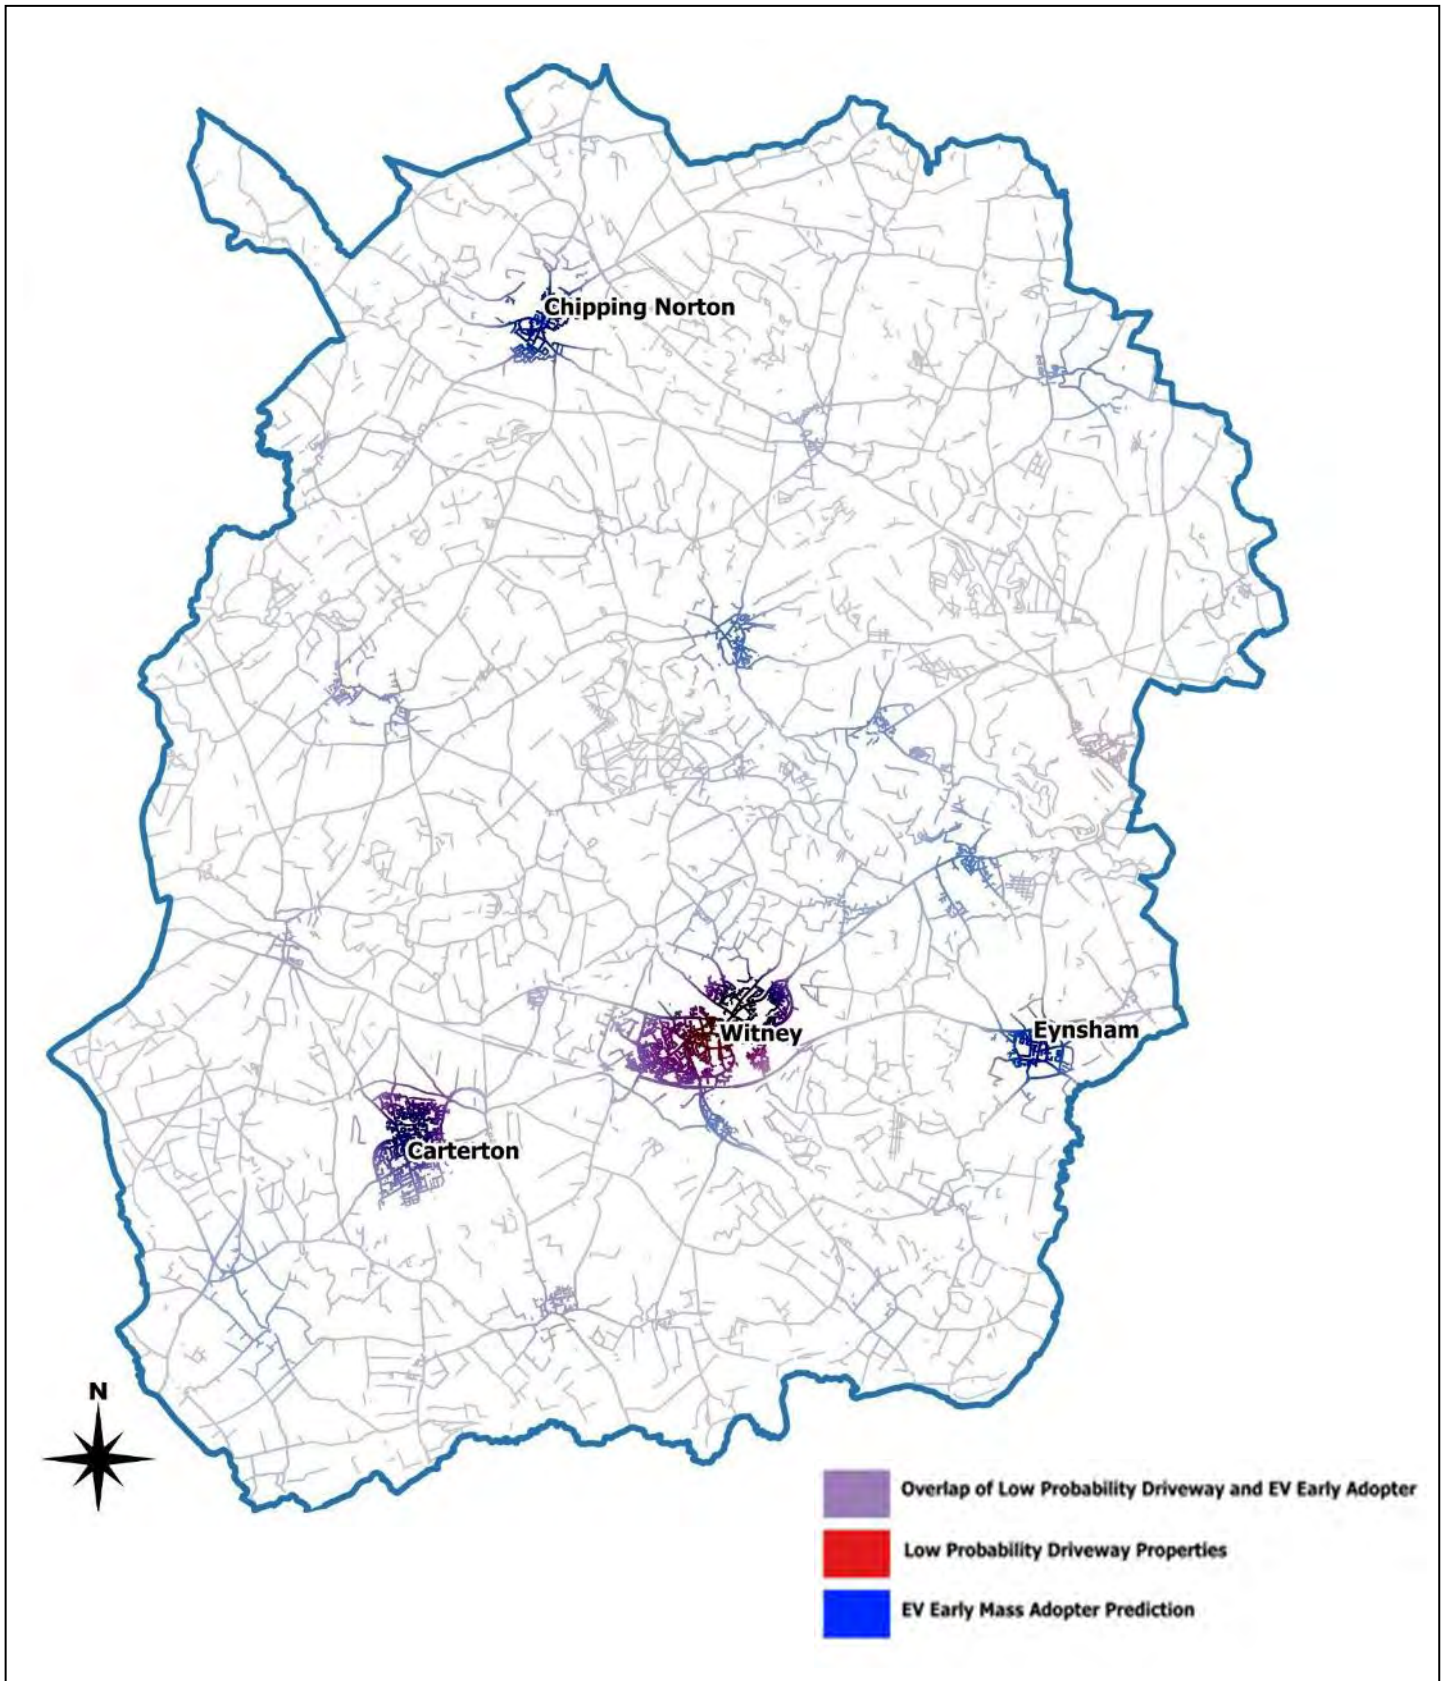 Chipping Norton
Witney
Eynsham
Carterton
N
Overlap of Low Probability Driveway and EV Early Adopter
Low Probability Driveway Properties
EV Early Mass Adopter Prediction